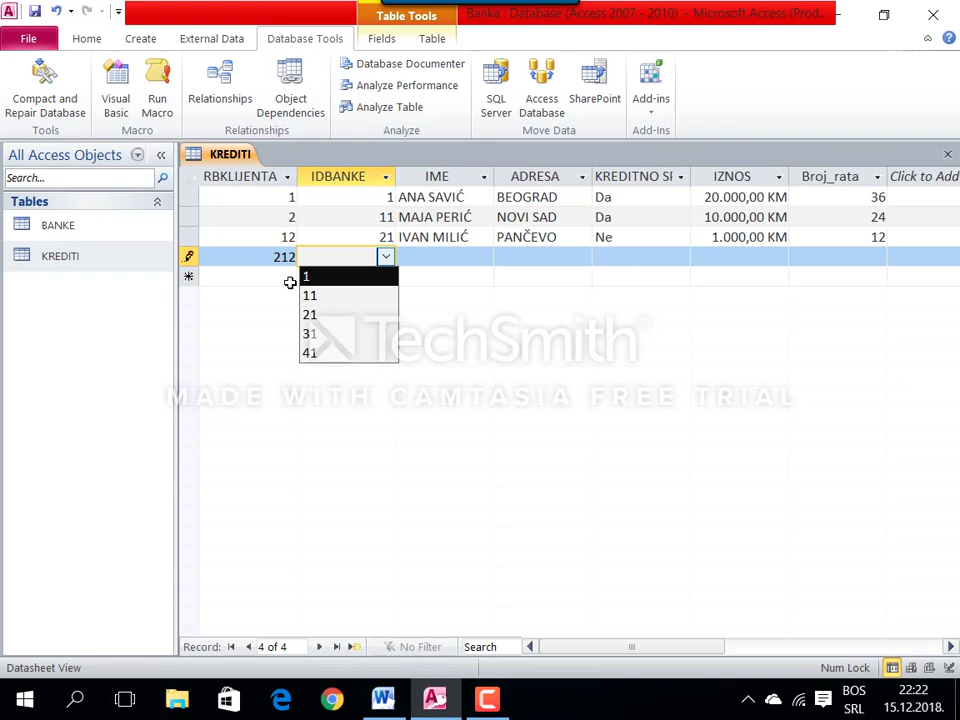 Table Tools
Banka : Database (Access 2007 - 2010) - Microsoft Access (Prod...
File
Home
Create
External Data
Database Tools
Fields
Table
Compact and Repair Database
Visual Basic
Run Macro
Relationships
Object Dependencies
Database Documenter
Analyze Performance
Analyze Table
SQL Server
Access Database
SharePoint
Add-ins
Tools
Macro
Relationships
Analyze
Move Data
Add-Ins
All Access Objects
Search...
Tables
BANKE
KREDITI
KREDITI
RBKLIJENTA IDBANKE IME ADRESA KREDITNO SP IZNOS Broj_rata Click to Add
1 1 ANA SAVIĆ BEOGRAD Da 20.000,00 KM 36
2 11 MAJA PERIĆ NOVI SAD Da 10.000,00 KM 24
12 21 IVAN MILIĆ PANČEVO Ne 1.000,00 KM 12
212
1
11
21
31
41
TechSmith
MADE WITH CAMTASIA FREE TRIAL
Record: 4 of 4 No Filter Search
Datasheet View
Num Lock
BOS
SRL
22:22
15.12.2018.